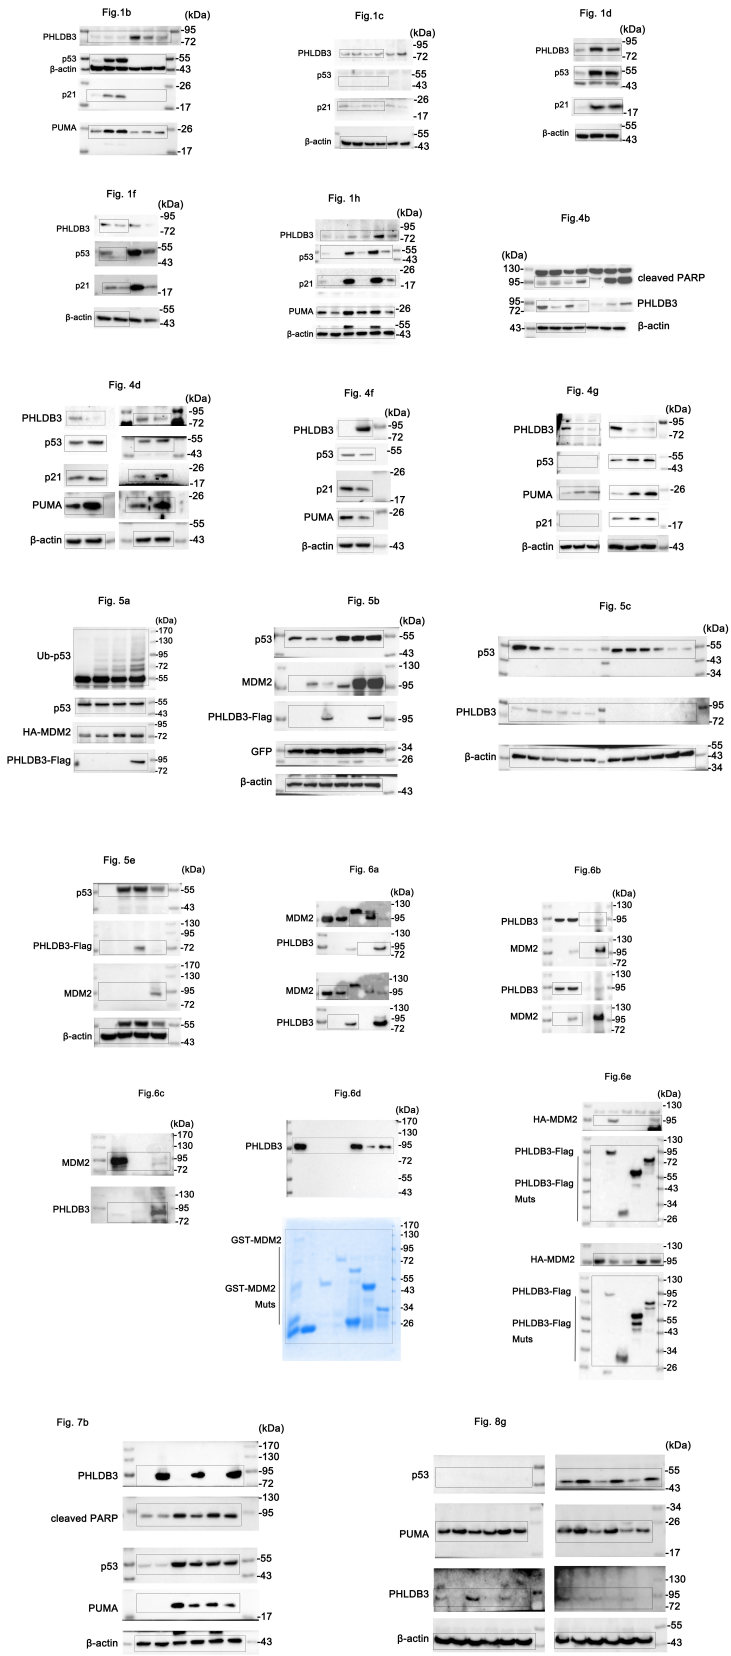 Fig.1b
(kDa)
PHLDB3
-95
-72
p53
-55
β-actin
-43
p21
-26
-17
PUMA
-26
-17
Fig.1c
(kDa)
PHLDB3
-95
-72
p53
-55
-43
p21
-26
-17
β-actin
-55
-43
Fig. 1d
(kDa)
PHLDB3
-95
-72
p53
-55
-43
p21
-26
-17
β-actin
-55
-43
Fig. 1f
(kDa)
PHLDB3
-95
-72
p53
-55
-43
p21
-26
-17
β-actin
-55
-43
Fig. 1h
(kDa)
PHLDB3
-95
-72
p53
-55
-43
p21
-26
-17
PUMA
-26
-55
β-actin
-43
Fig.4b
(kDa)
130-
95-
cleaved PARP
95-
72-
PHLDB3
43-
β-actin
Fig. 4d
(kDa)
PHLDB3
-95
-72
p53
-55
-43
p21
-26
-17
PUMA
-26
-17
-55
β-actin
-43
Fig. 4f
(kDa)
PHLDB3
-95
-72
p53
-55
-26
p21
-17
PUMA
-26
β-actin
-43
Fig. 4g
(kDa)
PHLDB3
-95
-72
p53
-55
-43
PUMA
-26
p21
-17
β-actin
-43
Fig. 5a
(kDa)
-170
-130
Ub-p53
-95
-72
-55
p53
-55
-43
-95
HA-MDM2
-72
PHLDB3-Flag
-95
-72
Fig. 5b
(kDa)
p53
-55
-130
MDM2
-95
PHLDB3-Flag
-95
GFP
-34
-26
β-actin
-43
Fig. 5c
(kDa)
p53
-55
-43
-34
PHLDB3
-95
-72
β-actin
-55
-43
-34
Fig. 5e
(kDa)
p53
-55
-43
-130
-95
PHLDB3-Flag
-72
-170
-130
MDM2
-95
-72
-55
β-actin
-43
Fig. 6a
(kDa)
-130
MDM2
-95
-130
PHLDB3
-95
-72
-130
MDM2
-95
-130
PHLDB3
-95
-72
Fig.6b
(kDa)
-130
PHLDB3
-95
-130
MDM2
-95
-72
-130
PHLDB3
-95
-130
MDM2
-95
-72
Fig.6c
(kDa)
-170
-130
MDM2
-95
-72
-130
PHLDB3
-95
-72
Fig.6d
(kDa)
-170
-130
PHLDB3
-95
-72
-55
-43
-170
GST-MDM2
-130
-95
-72
-55
GST-MDM2
-43
Muts
-34
-26
Fig.6e
(kDa)
-130
HA-MDM2
-95
-130
PHLDB3-Flag
-95
-72
PHLDB3-Flag
-55
Muts
-43
-34
-26
-130
HA-MDM2
-95
-130
PHLDB3-Flag
-95
-72
PHLDB3-Flag
-55
Muts
-43
-34
-26
Fig. 7b
(kDa)
-170
-130
PHLDB3
-95
-72
-130
cleaved PARP
-95
p53
-55
-43
PUMA
-17
β-actin
-43
Fig. 8g
(kDa)
p53
-55
-43
-34
PUMA
-26
-17
-130
PHLDB3
-95
-72
-55
β-actin
-43